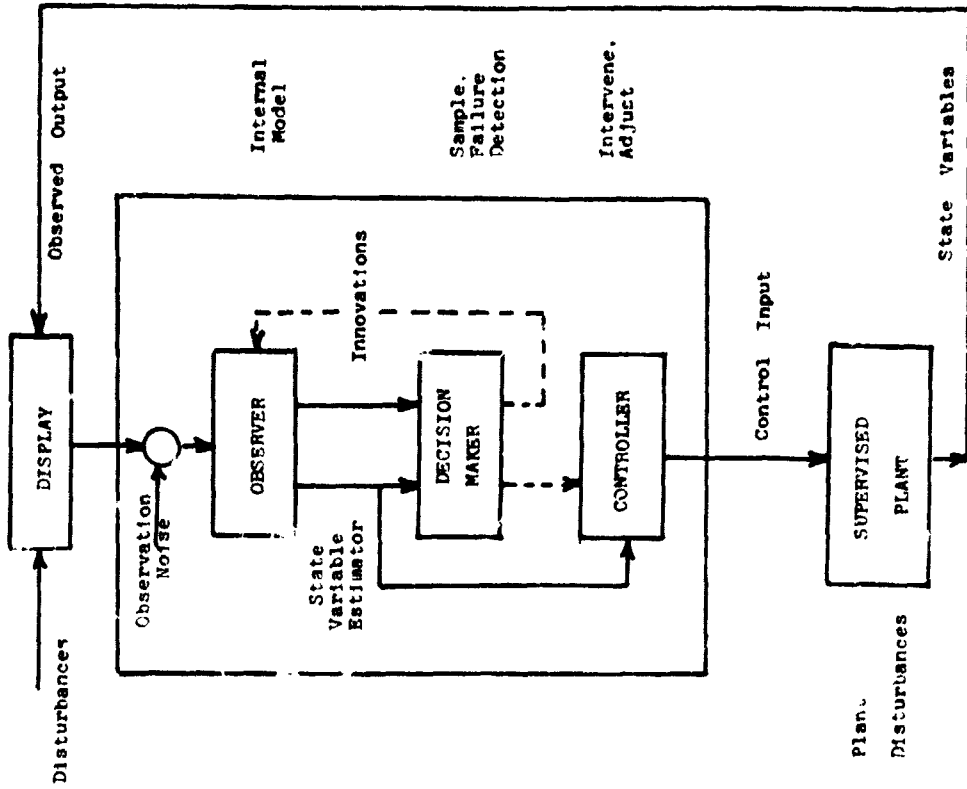 Disturbances
DISPLAY
Observed Output
Observation
Noise
OBSERVER
Internal
Model
State
Variable
Estimator
Innovations
DECISION
MAKER
Sample.
Failure
Detection
CONTROLLER
Intervene.
Adjust
Control Input
Plant
Disturbances
SUPERVISED
PLANT
State Variables